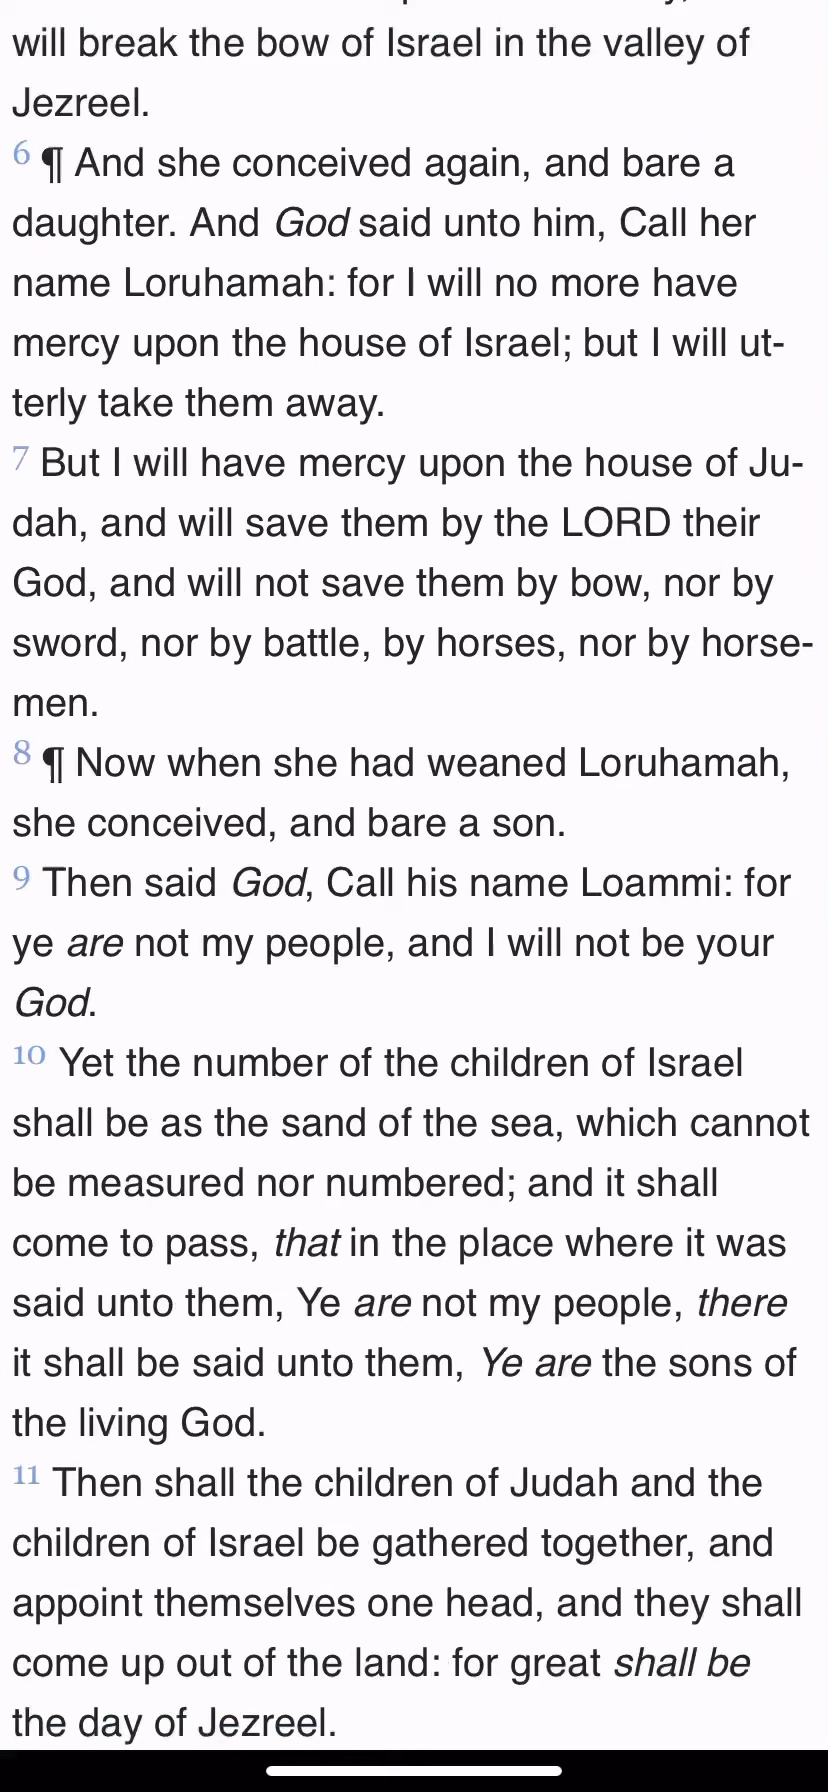 will break the bow of Israel in the valley of
Jezreel.
6 ¶ And she conceived again, and bare a
daughter. And God said unto him, Call her
name Loruhamah: for I will no more have
mercy upon the house of Israel; but I will ut-
terly take them away.
7 But I will have mercy upon the house of Ju-
dah, and will save them by the LORD their
God, and will not save them by bow, nor by
sword, nor by battle, by horses, nor by horse-
men.
8 ¶ Now when she had weaned Loruhamah,
she conceived, and bare a son.
9 Then said God, Call his name Loammi: for
ye are not my people, and I will not be your
God.
10 Yet the number of the children of Israel
shall be as the sand of the sea, which cannot
be measured nor numbered; and it shall
come to pass, that in the place where it was
said unto them, Ye are not my people, there
it shall be said unto them, Ye are the sons of
the living God.
11 Then shall the children of Judah and the
children of Israel be gathered together, and
appoint themselves one head, and they shall
come up out of the land: for great shall be
the day of Jezreel.